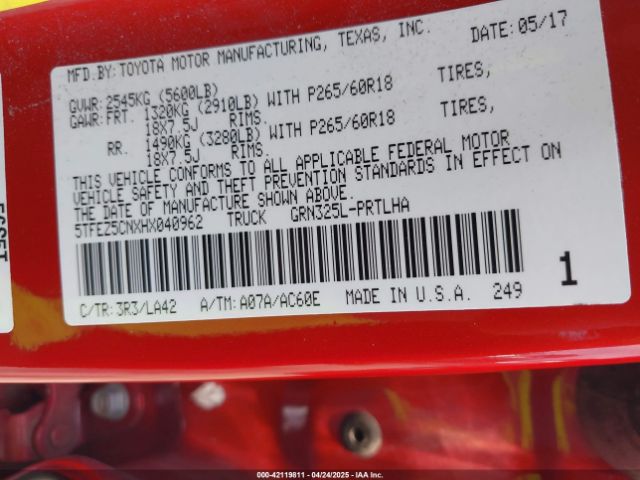 MFD.BY: TOYOTA MOTOR MANUFACTURING, TEXAS, INC. DATE: 05/17
GVWR: 2545KG (5600LB)
GAWR: FRT. 1320KG (2910LB) WITH P265/60R18 TIRES,
18X7.5J RIMS.
RR. 1490KG (3280LB) WITH P265/60R18 TIRES,
18X7.5J RIMS.
THIS VEHICLE CONFORMS TO ALL APPLICABLE FEDERAL MOTOR
VEHICLE SAFETY AND THEFT PREVENTION STANDARDS IN EFFECT ON
THE DATE OF MANUFACTURE SHOWN ABOVE.
5TFEZ5CNXHX040962 TRUCK GRN325L-PRTLHA
1
C/TR: 3R3/LA42 A/TM: A07A/AC60E MADE IN U.S.A. 249
000-42119811 - 04/24/2025 - IAAI.COM